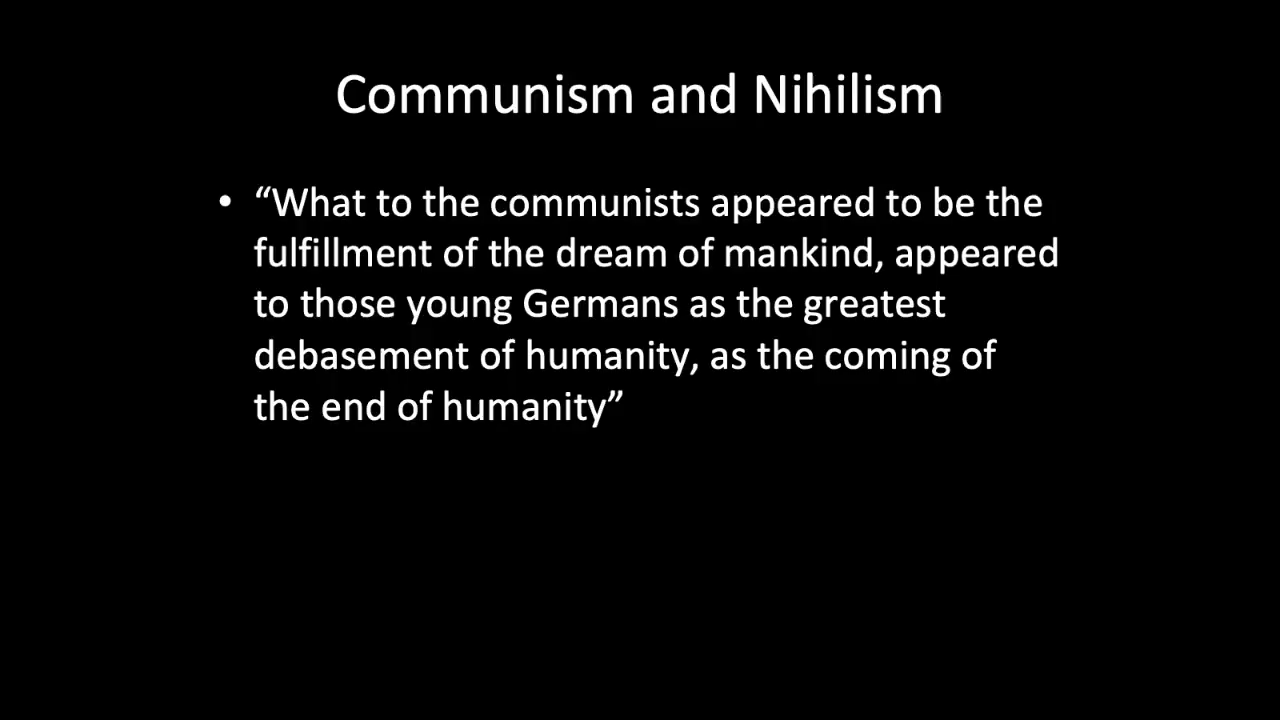 Communism and Nihilism
• “What to the communists appeared to be the
fulfillment of the dream of mankind, appeared
to those young Germans as the greatest
debasement of humanity, as the coming of
the end of humanity”